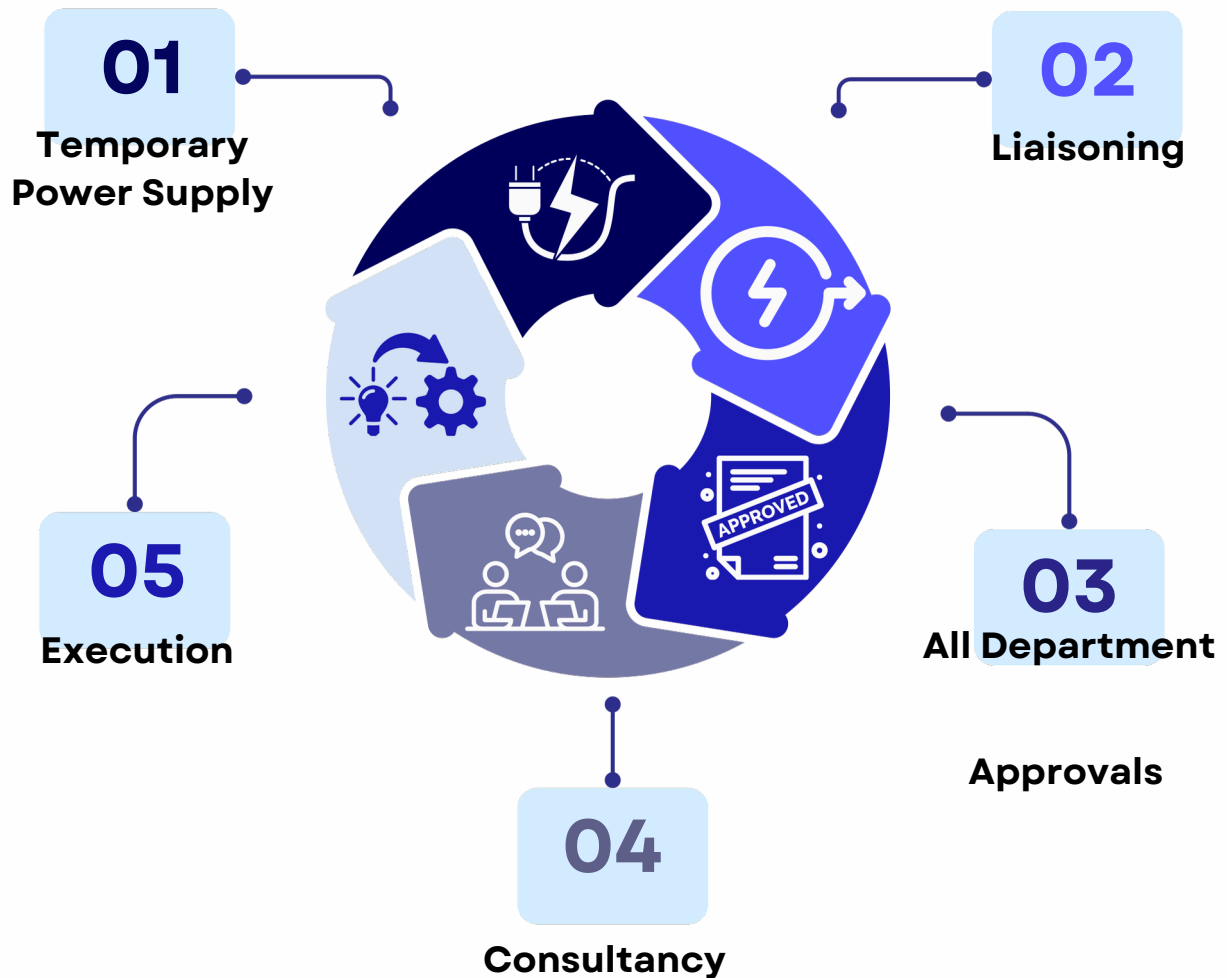 01
Temporary
Power Supply
02
Liaisoning
APPROVED
03
All Department
Approvals
04
Consultancy
05
Execution